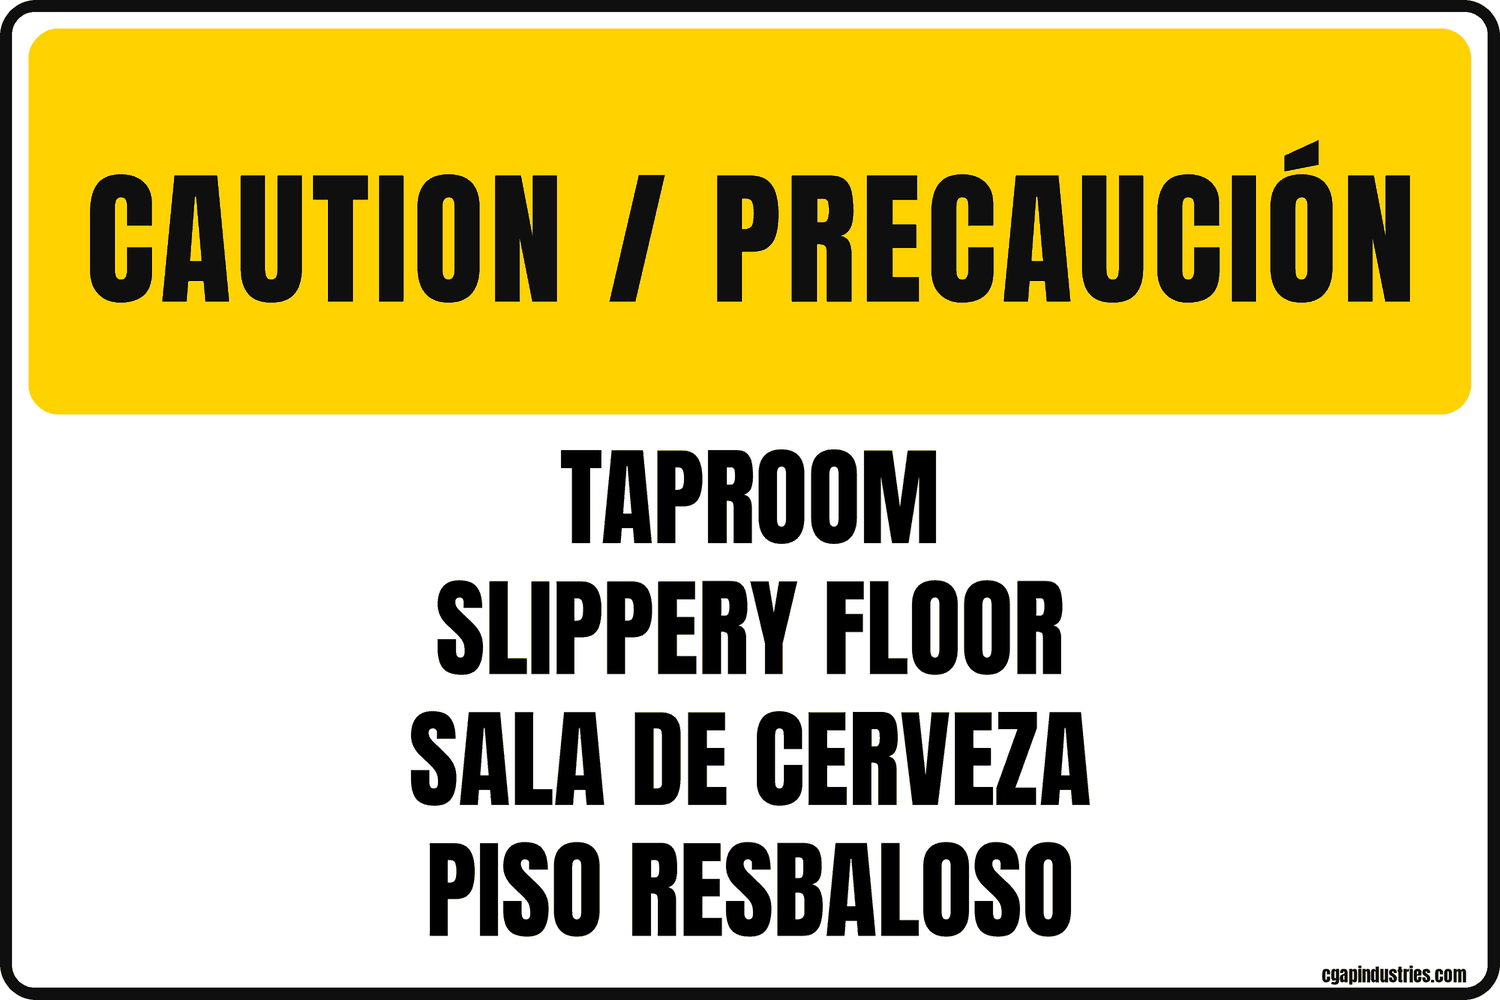 CAUTION / PRECAUCIÓN
TAPROOM
SLIPPERY FLOOR
SALA DE CERVEZA
PISO RESBALOSO
cgapindustries.com